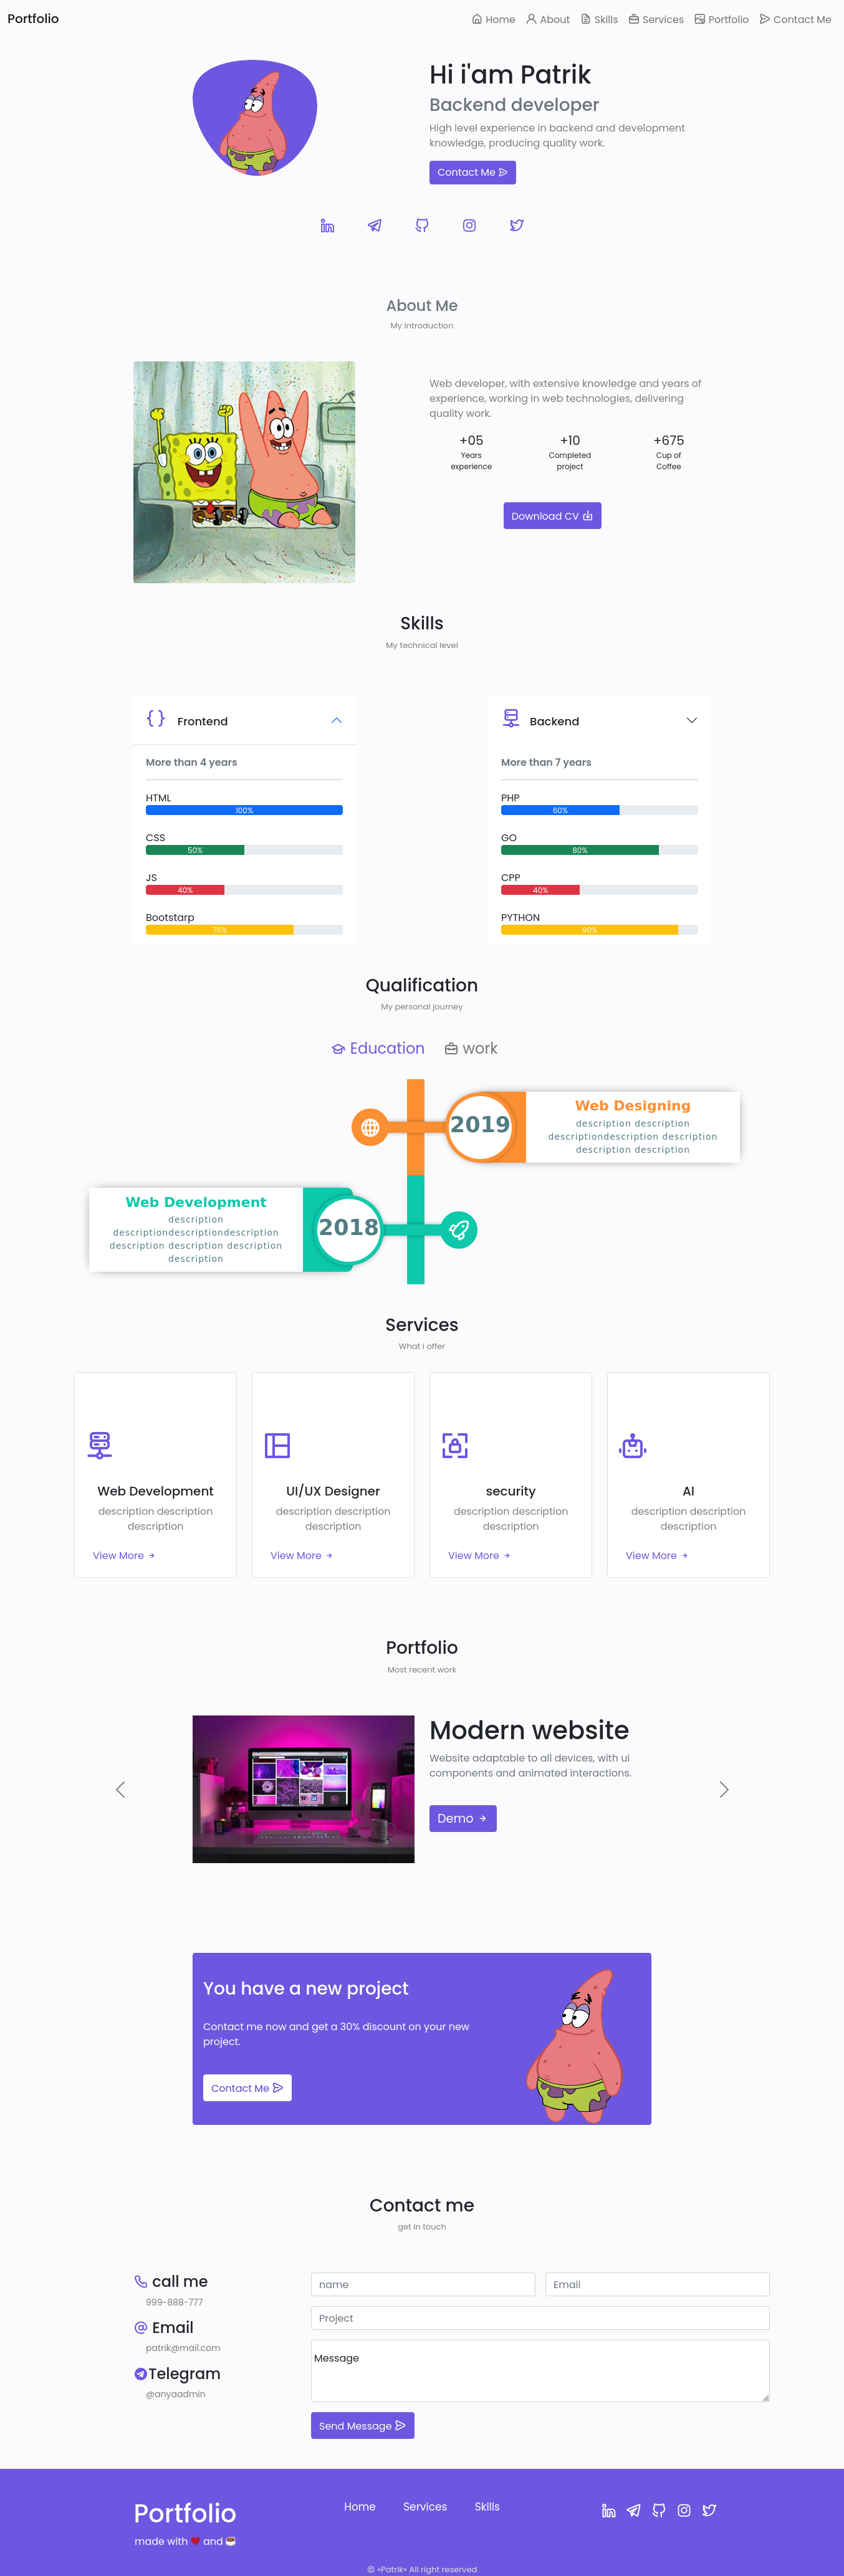 Portfolio
Home About Skills Services Portfolio Contact Me
Hi i'am Patrik
Backend developer
High level experience in backend and development
knowledge, producing quality work.
Contact Me
About Me
My introduction
Web developer, with extensive knowledge and years of
experience, working in web technologies, delivering
quality work.
+05 +10 +675
Years Completed Cup of
experience project Coffee
Download CV
Skills
My technical level
Frontend
More than 4 years
HTML
100%
CSS
50%
JS
40%
Bootstarp
75%
Backend
More than 7 years
PHP
60%
GO
80%
CPP
40%
PYTHON
90%
Qualification
My personal journey
Education work
2019
Web Designing
description description
descriptiondescription description
description description
Web Development
description
descriptiondescriptiondescription
description description description
description
2018
Services
What i offer
Web Development
description description
description
View More
UI/UX Designer
description description
description
View More
security
description description
description
View More
AI
description description
description
View More
Portfolio
Most recent work
Modern website
Website adaptable to all devices, with ui
components and animated interactions.
Demo
You have a new project
Contact me now and get a 30% discount on your new
project.
Contact Me
Contact me
get in touch
call me
999-888-777
Email
patrik@mail.com
Telegram
@anyaadmin
name Email
Project
Message
Send Message
Portfolio
made with ❤ and ☕
Home Services Skills
© «Patrik» All right reserved